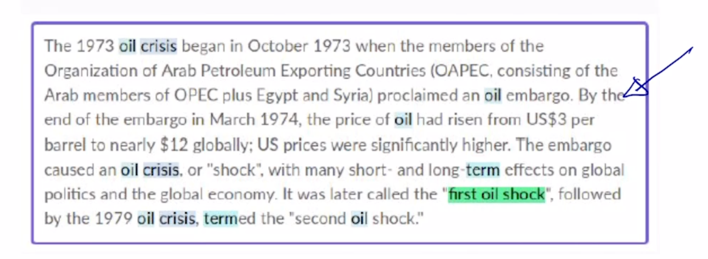 The 1973 oil crisis began in October 1973 when the members of the
Organization of Arab Petroleum Exporting Countries (OAPEC, consisting of the
Arab members of OPEC plus Egypt and Syria) proclaimed an oil embargo. By the
end of the embargo in March 1974, the price of oil had risen from US$3 per
barrel to nearly $12 globally; US prices were significantly higher. The embargo
caused an oil crisis, or "shock", with many short- and long-term effects on global
politics and the global economy. It was later called the "first oil shock", followed
by the 1979 oil crisis, termed the "second oil shock."